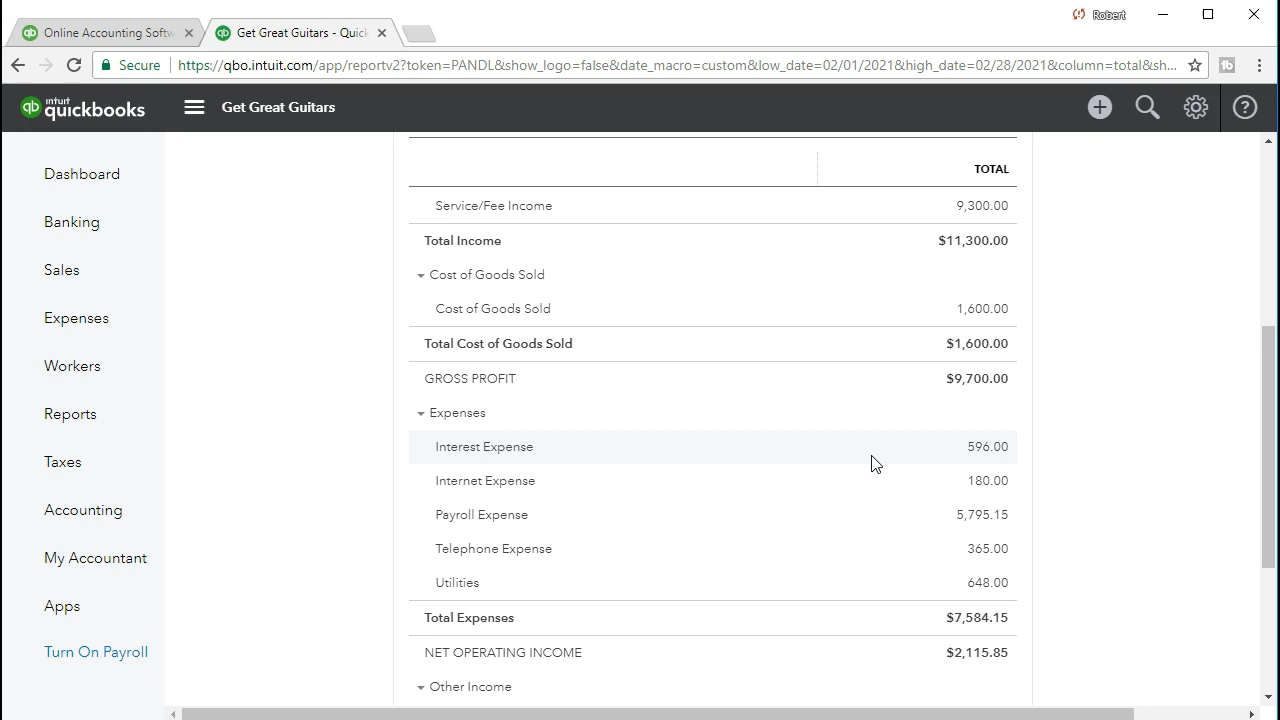 Robert
Online Accounting Softw
Get Great Guitars - Quick
Secure
https://qbo.intuit.com/app/reportv2?token=PANDL&show_logo=false&date_macro=custom&low_date=02/01/2021&high_date=02/28/2021&column=total&sh...
intuit
quickbooks
Get Great Guitars
Dashboard
Banking
Sales
Expenses
Workers
Reports
Taxes
Accounting
My Accountant
Apps
Turn On Payroll
TOTAL
Service/Fee Income 9,300.00
Total Income $11,300.00
Cost of Goods Sold
Cost of Goods Sold 1,600.00
Total Cost of Goods Sold $1,600.00
GROSS PROFIT $9,700.00
Expenses
Interest Expense 596.00
Internet Expense 180.00
Payroll Expense 5,795.15
Telephone Expense 365.00
Utilities 648.00
Total Expenses $7,584.15
NET OPERATING INCOME $2,115.85
Other Income